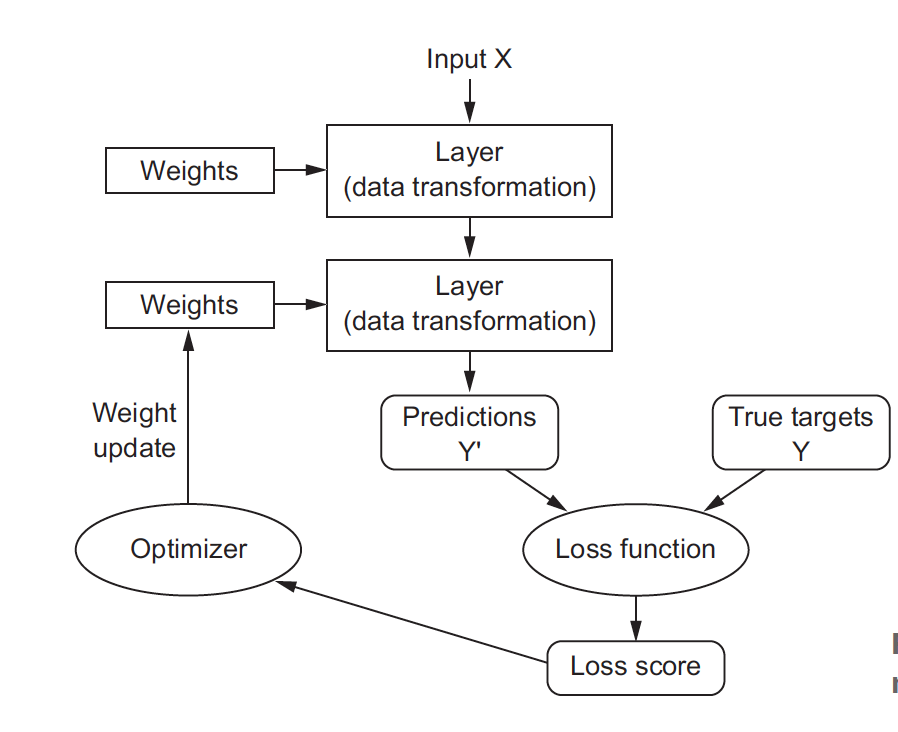 Input X
Layer
(data transformation)
Weights
Layer
(data transformation)
Weights
Weight
update
Predictions
Y'
True targets
Y
Optimizer
Loss function
Loss score